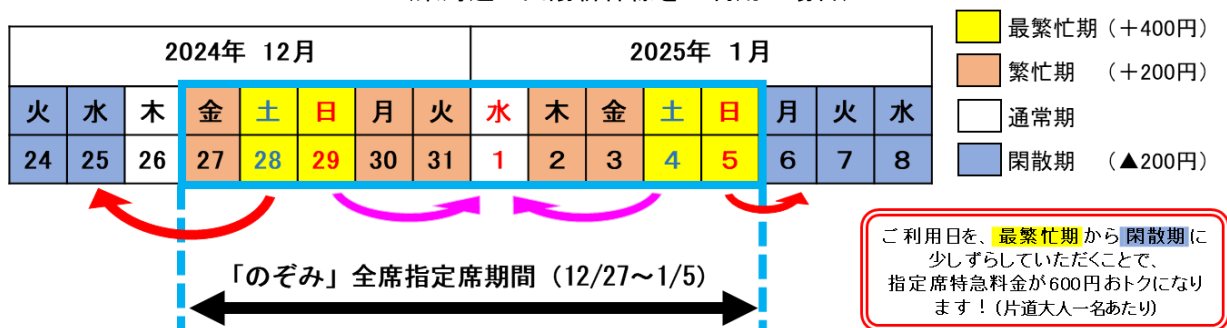 2024年 12月 2025年 1月
火 水 木 金 土 日 月 火 水 木 金 土 日 月 火 水
24 25 26 27 28 29 30 31 1 2 3 4 5 6 7 8
最繁忙期(+400円)
繁忙期 (+200円)
通常期
閑散期 (▲200円)
「のぞみ」全席指定席期間(12/27~1/5)
ご利用日を、最繁忙期から閑散期に
少しずらしていただくことで、
指定席特急料金が600円おトクになり
ます!(片道大人一名あたり)